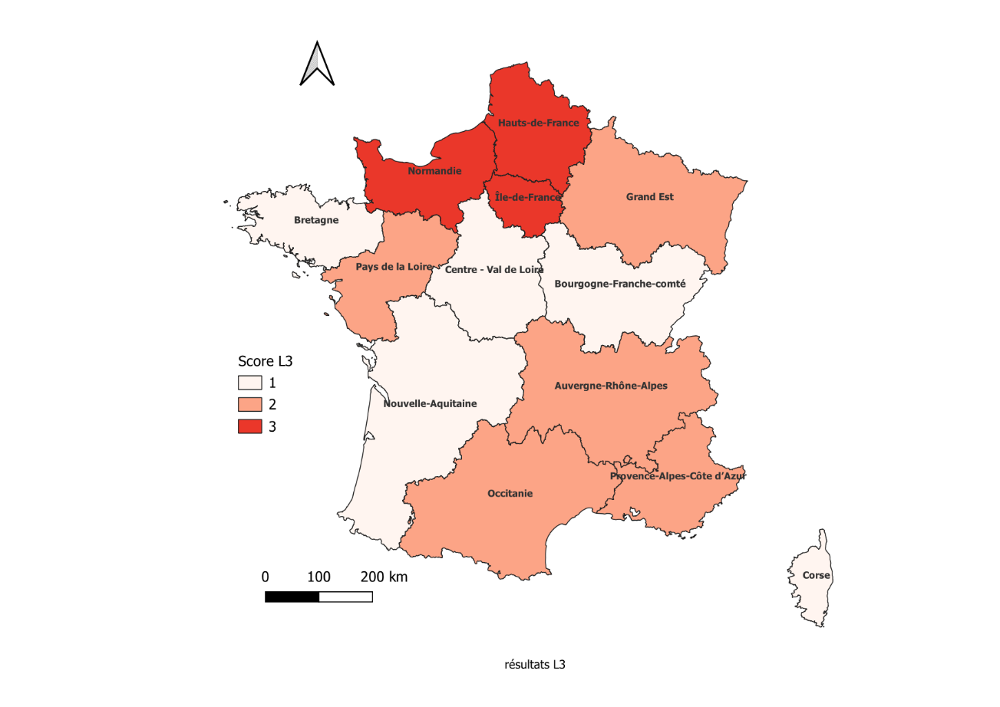 Hauts-de-France
Normandie
Île-de-France
Grand Est
Bretagne
Pays de la Loire
Centre - Val de Loire
Bourgogne-Franche-comté
Score L3
1
2
3
Auvergne-Rhône-Alpes
Nouvelle-Aquitaine
Provence-Alpes-Côte d’Azur
Occitanie
Corse
0 100 200 km
résultats L3